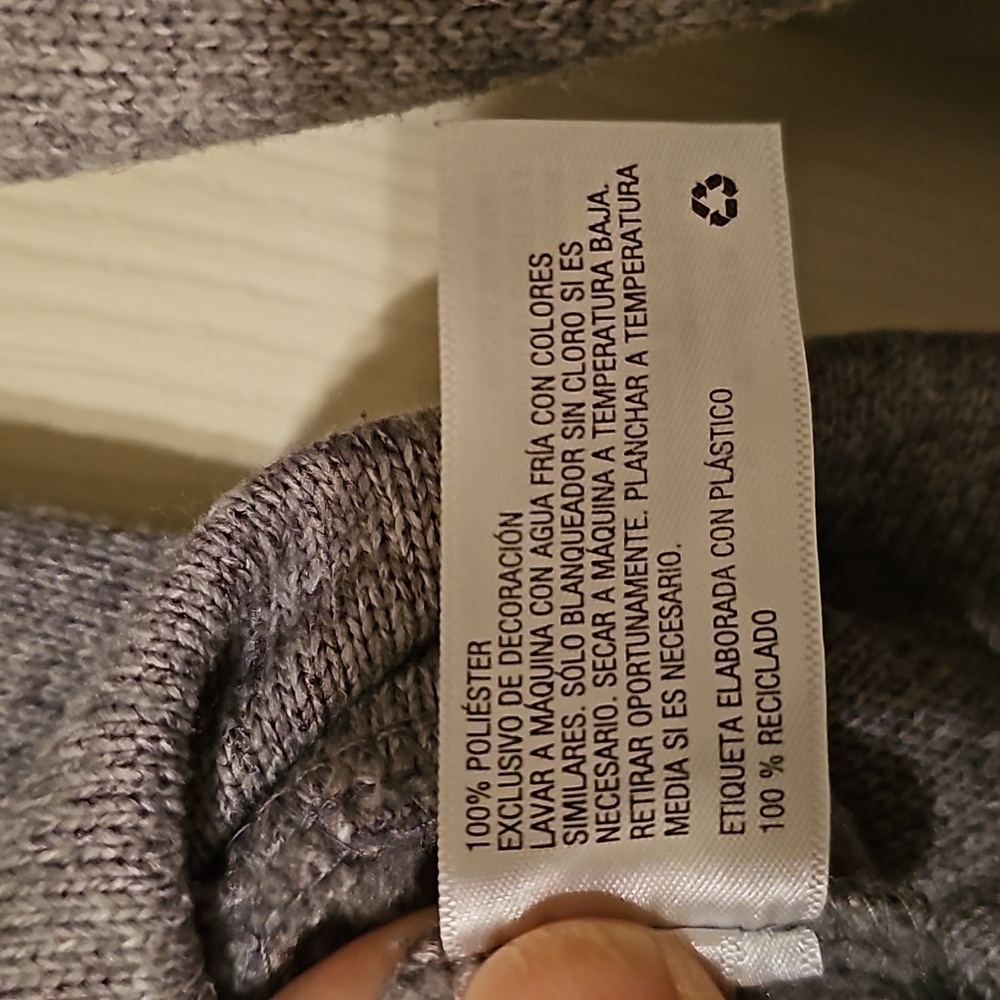 100% POLIÉSTER
EXCLUSIVO DE DECORACIÓN
LAVAR A MÁQUINA CON AGUA FRÍA CON COLORES
SIMILARES. SÓLO BLANQUEADOR SIN CLORO SI ES
NECESARIO. SECAR A MÁQUINA A TEMPERATURA BAJA.
RETIRAR OPORTUNAMENTE. PLANCHAR A TEMPERATURA
MEDIA SI ES NECESARIO.
ETIQUETA ELABORADA CON PLÁSTICO
100 % RECICLADO